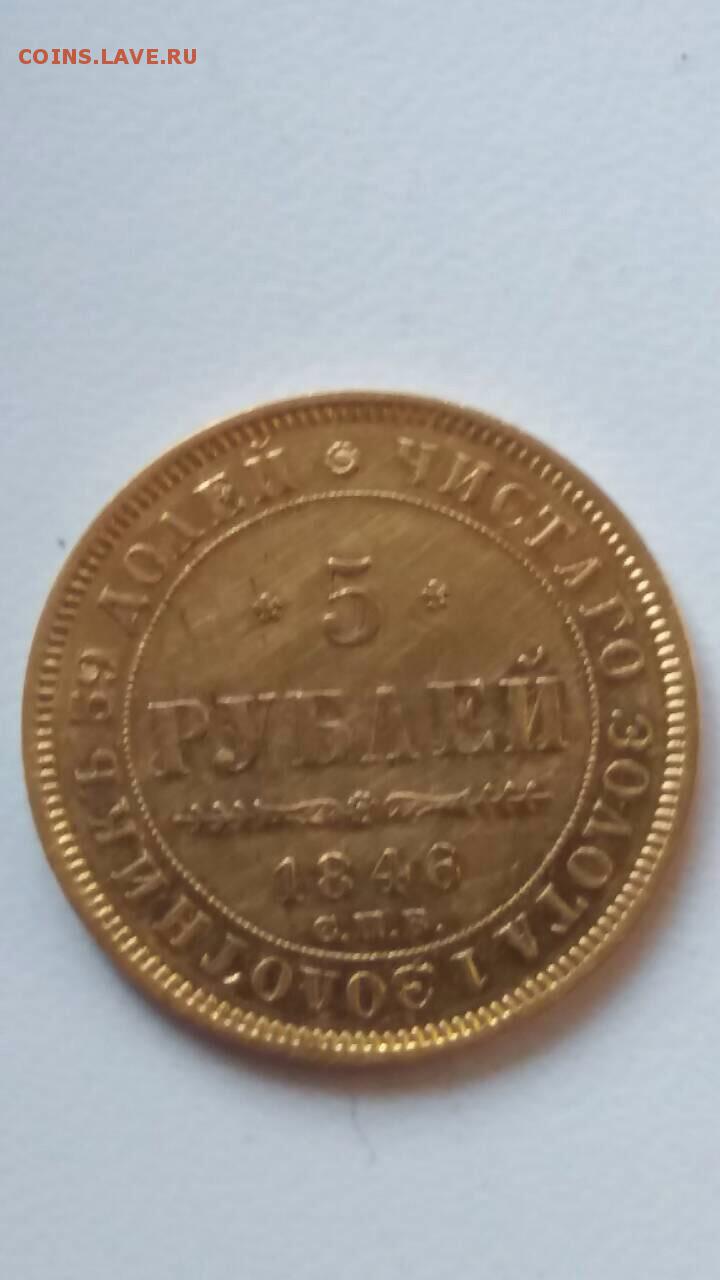 COINS.LAVE.RU
ЧИСТАГО ЗОЛОТА 1 ЗОЛОТНИКЪ 39 ДОЛЕЙ
5
РУБЛЕЙ
1846
С.П.Б.